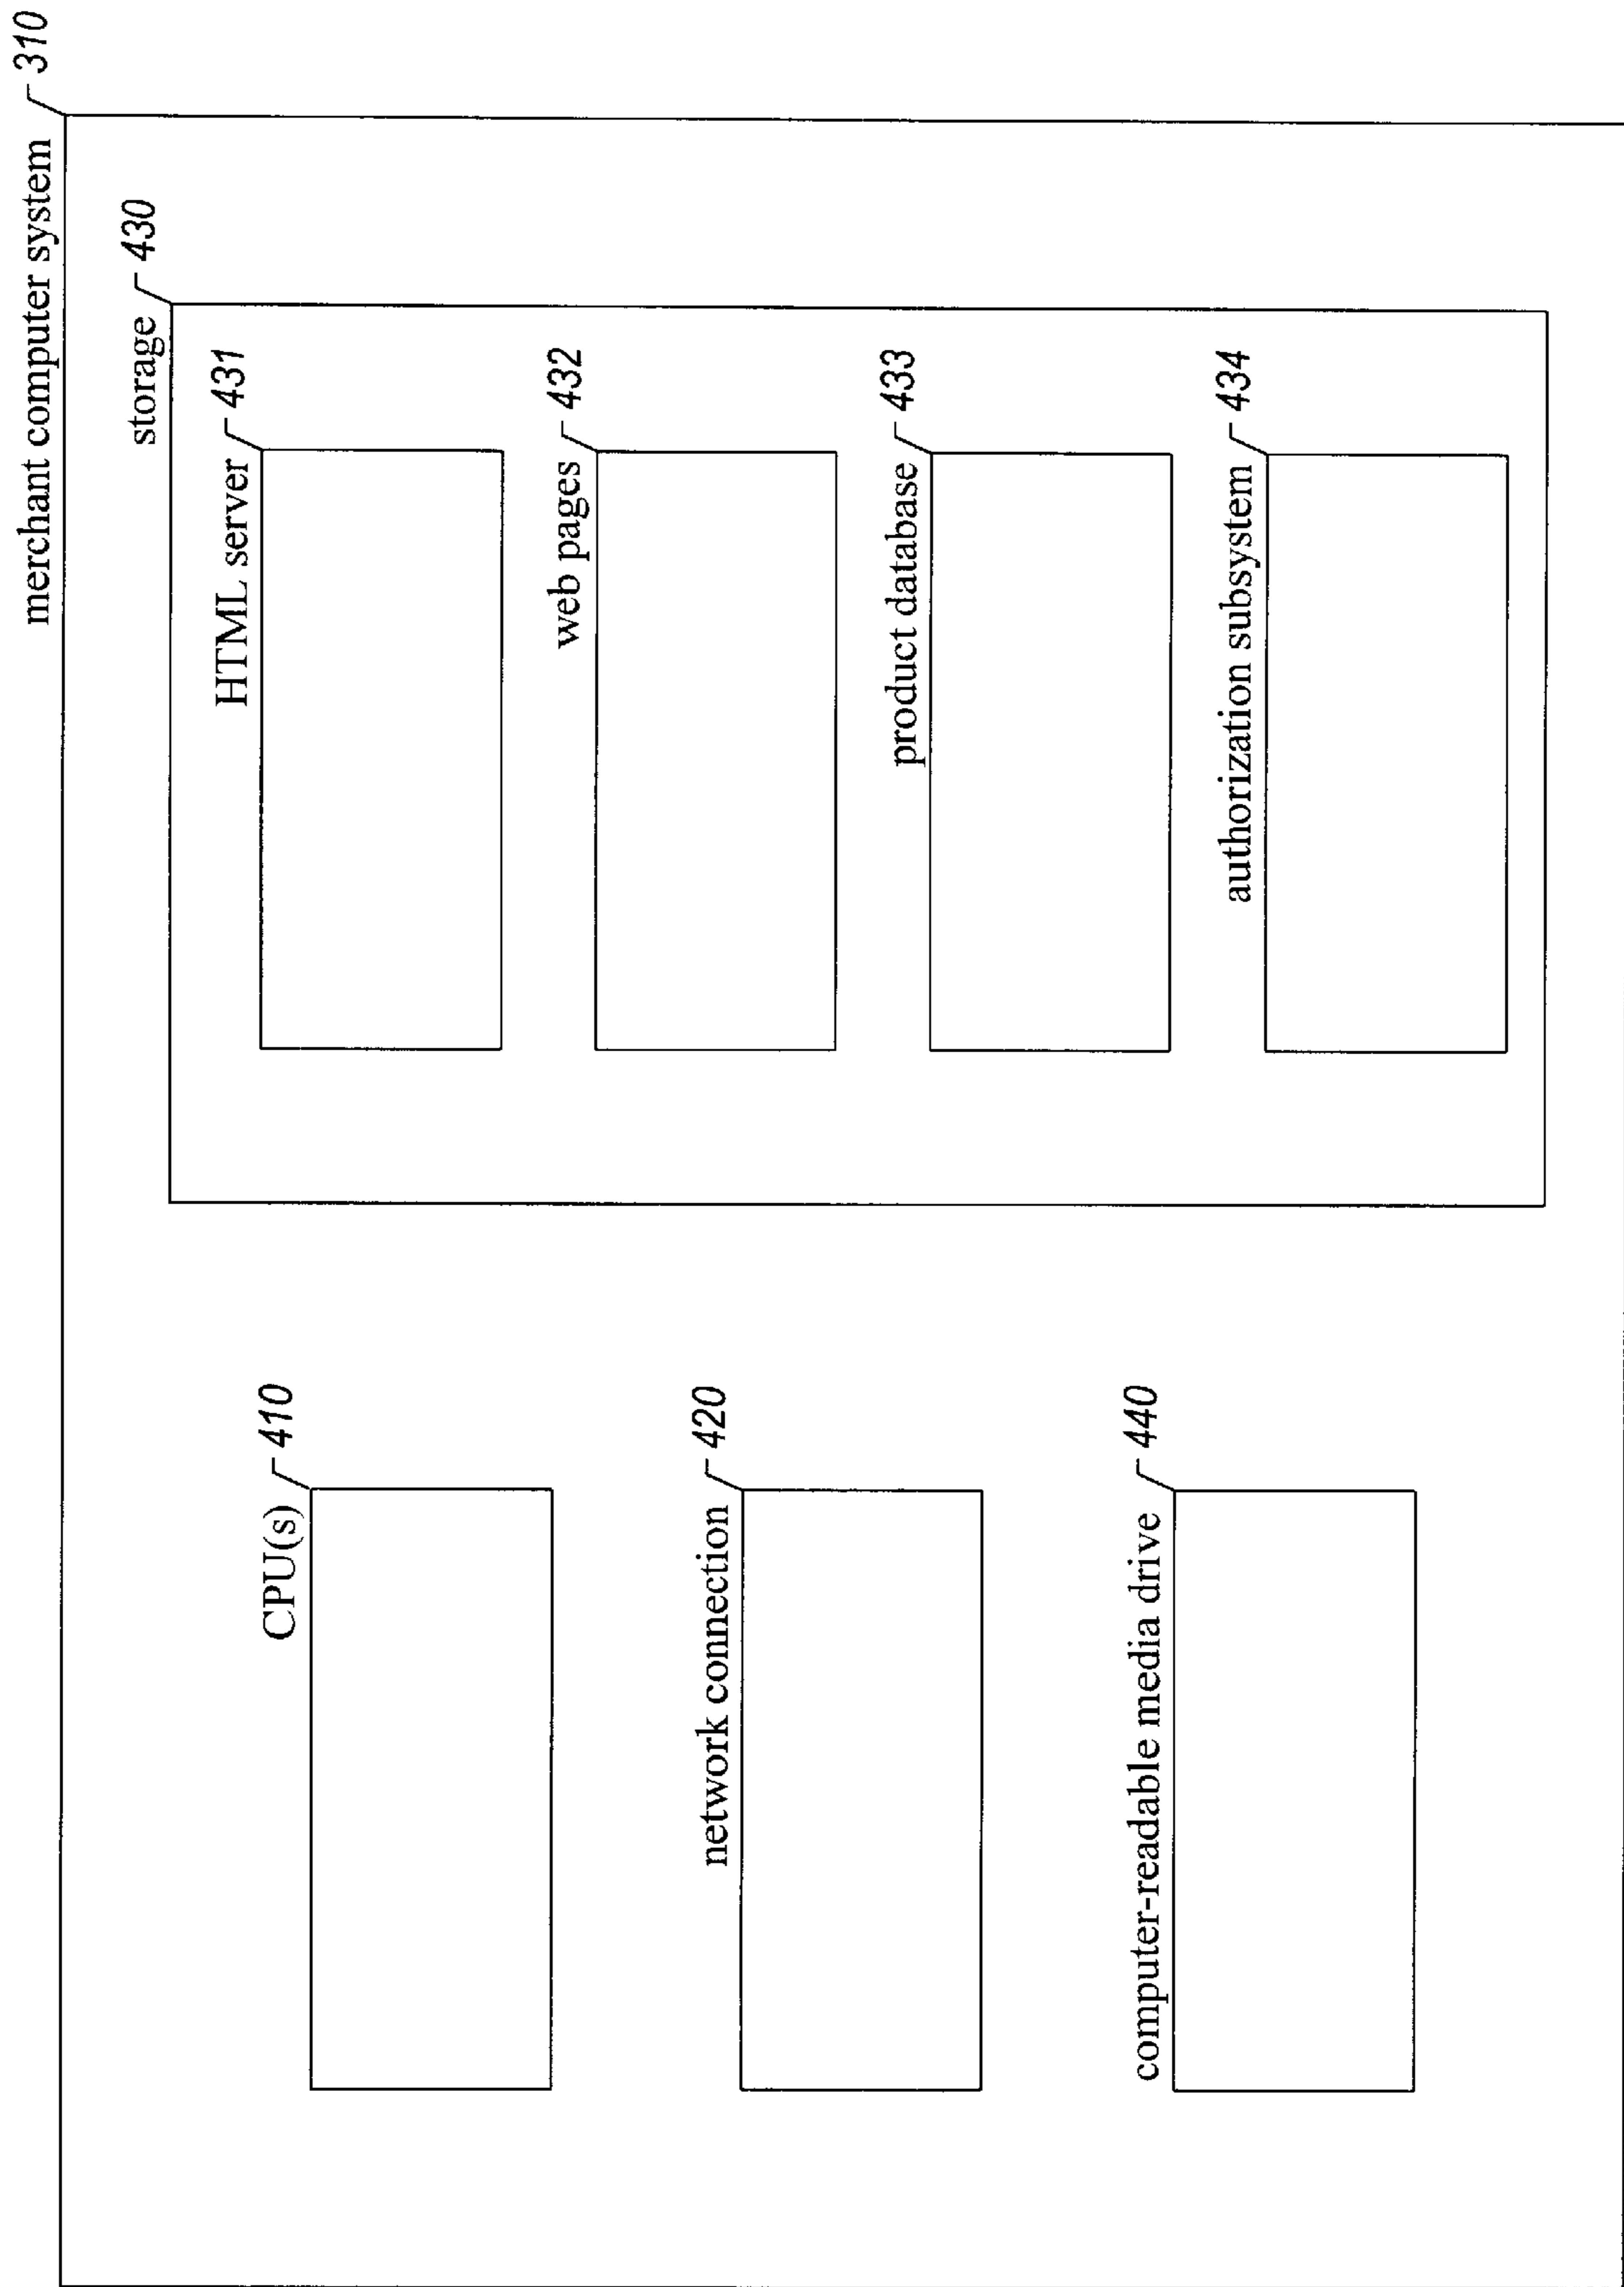 merchant computer system 310
storage 430
CPU(s) 410
HTML server 431
network connection 420
web pages 432
computer-readable media drive 440
product database 433
authorization subsystem 434